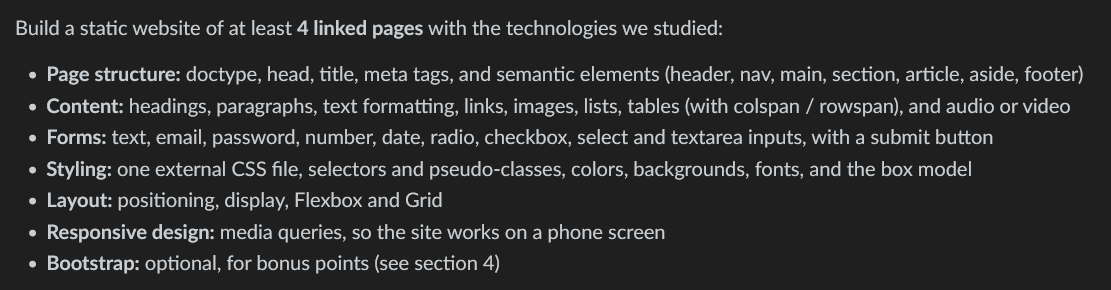 Build a static website of at least 4 linked pages with the technologies we studied:
• Page structure: doctype, head, title, meta tags, and semantic elements (header, nav, main, section, article, aside, footer)
• Content: headings, paragraphs, text formatting, links, images, lists, tables (with colspan / rowspan), and audio or video
• Forms: text, email, password, number, date, radio, checkbox, select and textarea inputs, with a submit button
• Styling: one external CSS file, selectors and pseudo-classes, colors, backgrounds, fonts, and the box model
• Layout: positioning, display, Flexbox and Grid
• Responsive design: media queries, so the site works on a phone screen
• Bootstrap: optional, for bonus points (see section 4)